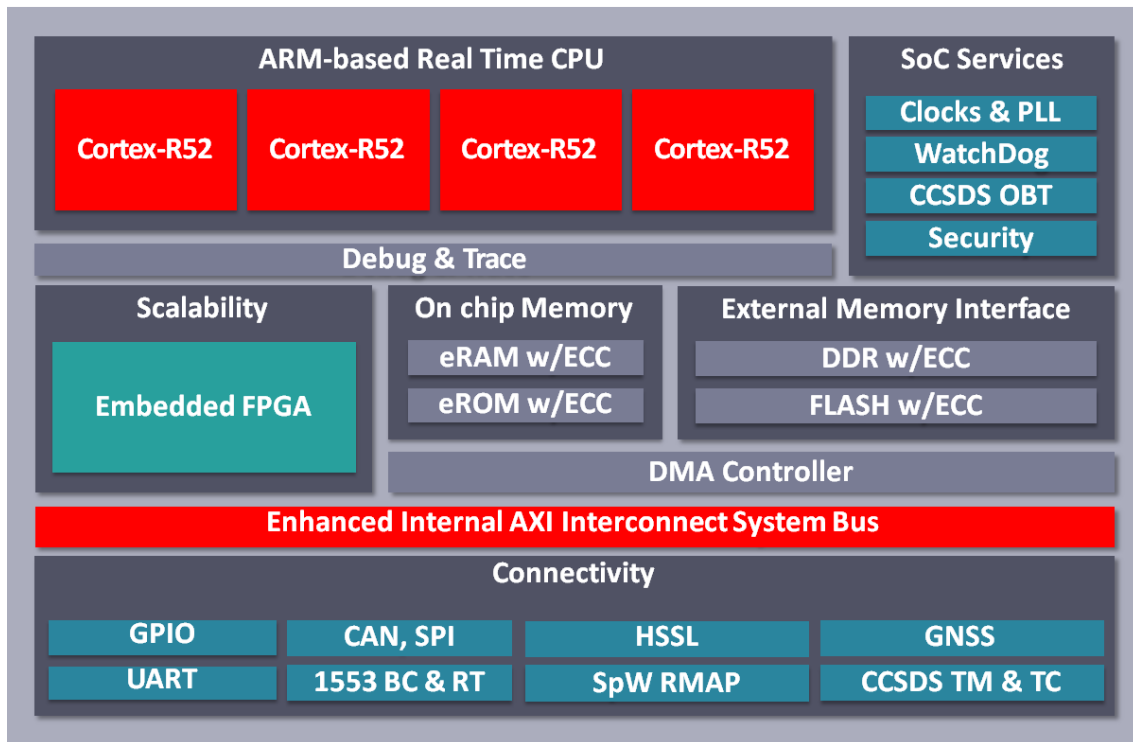 ARM-based Real Time CPU
Cortex-R52
Cortex-R52
Cortex-R52
Cortex-R52
SoC Services
Clocks & PLL
WatchDog
CCSDS OBT
Security
Debug & Trace
Scalability
Embedded FPGA
On chip Memory
eRAM w/ECC
eROM w/ECC
External Memory Interface
DDR w/ECC
FLASH w/ECC
DMA Controller
Enhanced Internal AXI Interconnect System Bus
Connectivity
GPIO
CAN, SPI
HSSL
GNSS
UART
1553 BC & RT
SpW RMAP
CCSDS TM & TC